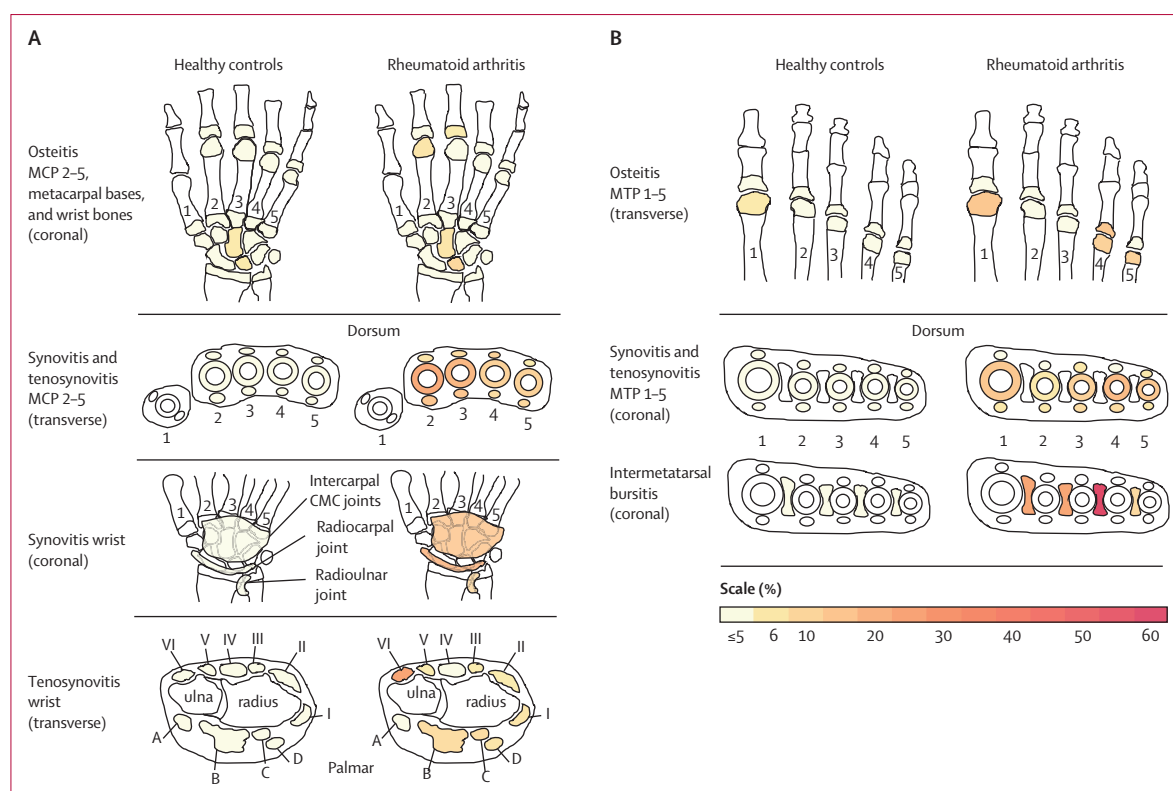 A
Healthy controls
Rheumatoid arthritis
Osteitis
MCP 2–5,
metacarpal bases,
and wrist bones
(coronal)
1
2
3
4
5
1
2
3
4
5
Dorsum
Synovitis and
tenosynovitis
MCP 2–5
(transverse)
1
2
3
4
5
1
2
3
4
5
Synovitis wrist
(coronal)
1
2
3
4
5
Intercarpal
CMC joints
Radiocarpal
joint
Radioulnar
joint
1
2
3
4
5
Tenosynovitis
wrist
(transverse)
VI
V
IV
III
II
ulna
radius
I
A
B
C
D
Palmar
VI
V
IV
III
II
ulna
radius
I
A
B
C
D
B
Healthy controls
Rheumatoid arthritis
Osteitis
MTP 1–5
(transverse)
1
2
3
4
5
1
2
3
4
5
Dorsum
Synovitis and
tenosynovitis
MTP 1–5
(coronal)
1
2
3
4
5
1
2
3
4
5
Intermetatarsal
bursitis
(coronal)
Scale (%)
≤5 6 10 20 30 40 50 60